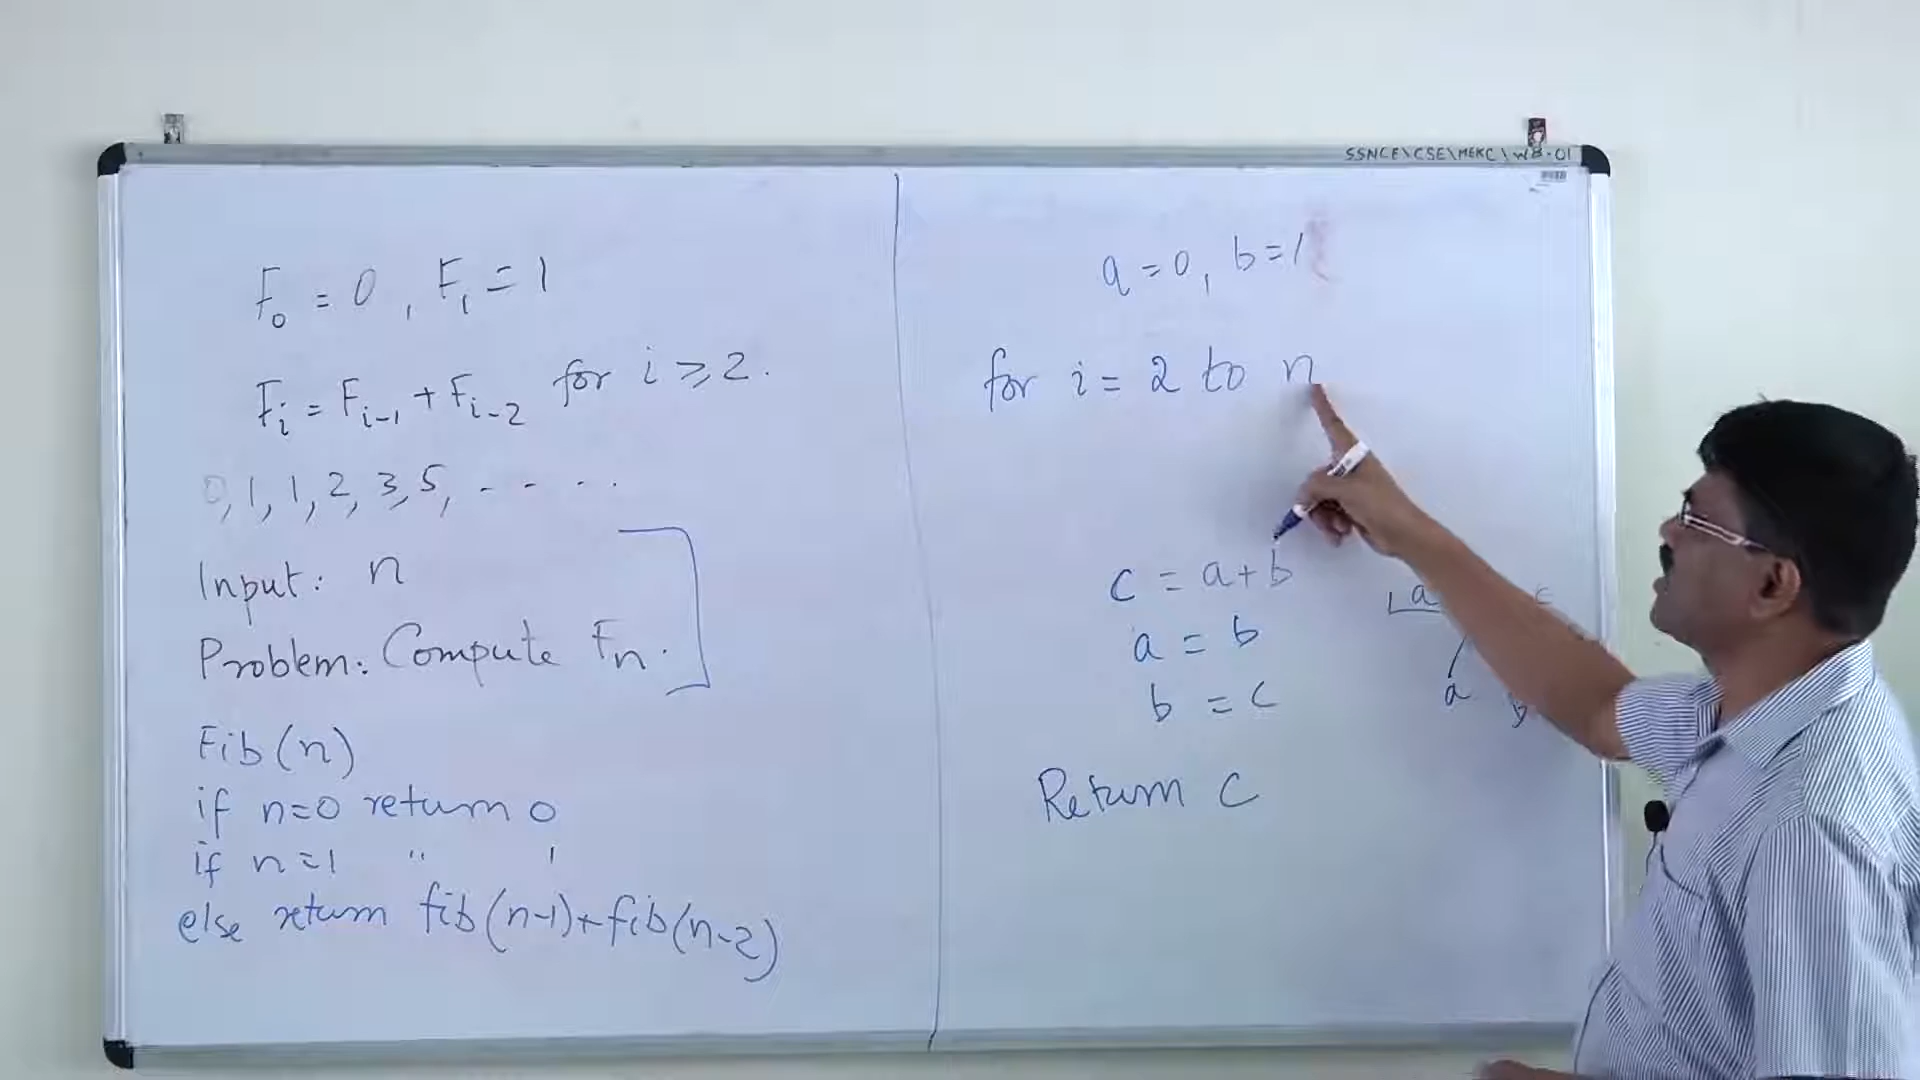 SSNCE\CSE\MEKC\WB-01
F₀ = 0, F₁ = 1
Fᵢ = Fᵢ₋₁ + Fᵢ₋₂ for i ≥ 2.
0, 1, 1, 2, 3, 5, - - - -
Input: n
Problem: Compute Fₙ.
Fib(n)
if n=0 return 0
if n=1 " 1
else return fib(n-1)+fib(n-2)
a = 0, b = 1
for i = 2 to n
c = a+b
a = b
b = c
Return c
a c
a b